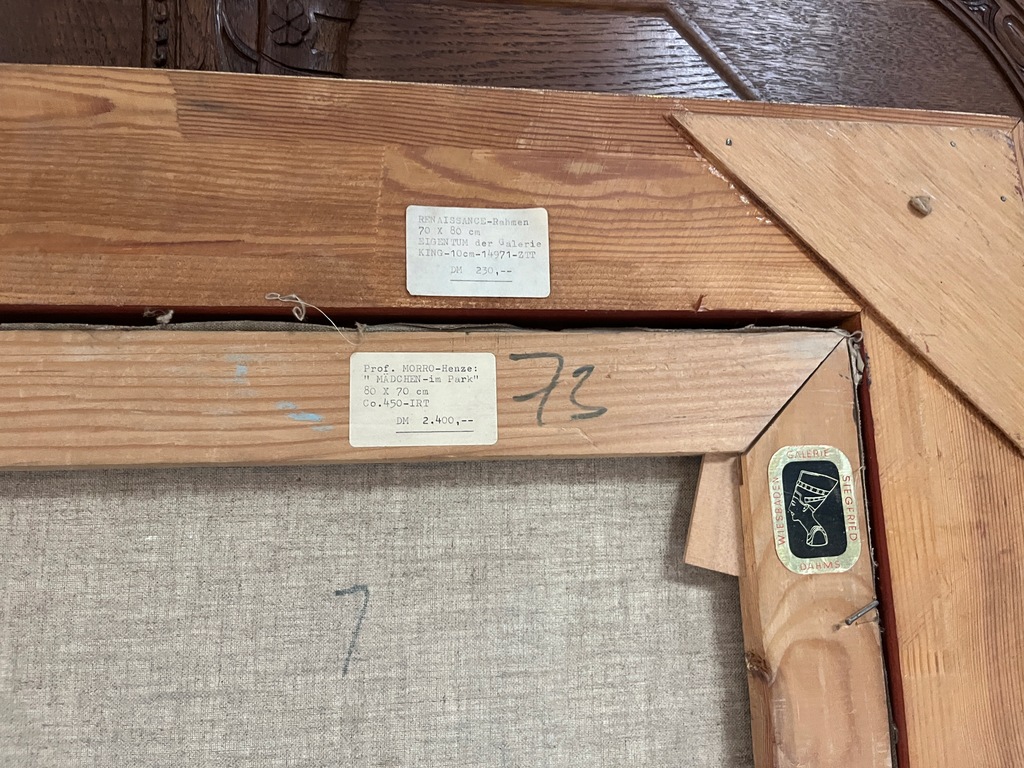 RENAISSANCE-Rahmen
70 X 80 cm
EIGENTUM der Galerie
KING-10cm-14971-ZTT
DM 230,--
Prof. MORRO-Henze:
" MÄDCHEN-im Park"
80 X 70 cm
Co.450-IRT
DM 2.400,--
73
GALERIE
SIEGFRIED
DAHMS
WIESBADEN
7